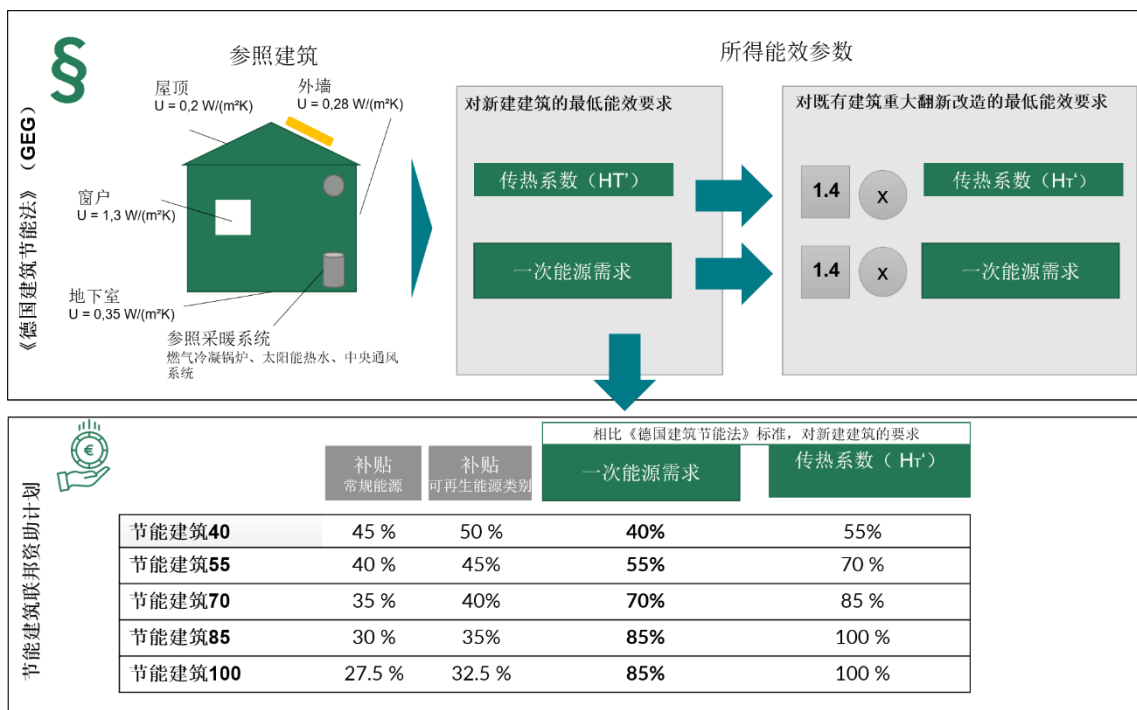 §
《德国建筑节能法》（GEG）
参照建筑
屋顶
U = 0,2 W/(m²K)
外墙
U = 0,28 W/(m²K)
窗户
U = 1,3 W/(m²K)
地下室
U = 0,35 W/(m²K)
参照采暖系统
燃气冷凝锅炉、太阳能热水、中央通风
系统
所得能效参数
对新建建筑的最低能效要求
传热系数（HT’）
一次能源需求
对既有建筑重大翻新改造的最低能效要求
1.4 x 传热系数（HT‘）
1.4 x 一次能源需求
节能建筑联邦资助计划
€
相比《德国建筑节能法》标准，对新建建筑的要求
补贴
常规能源
补贴
可再生能源类别
一次能源需求
传热系数（ HT‘）
节能建筑40 45 % 50 % 40% 55%
节能建筑55 40 % 45% 55% 70 %
节能建筑70 35 % 40% 70% 85 %
节能建筑85 30 % 35% 85% 100 %
节能建筑100 27.5 % 32.5 % 85% 100 %